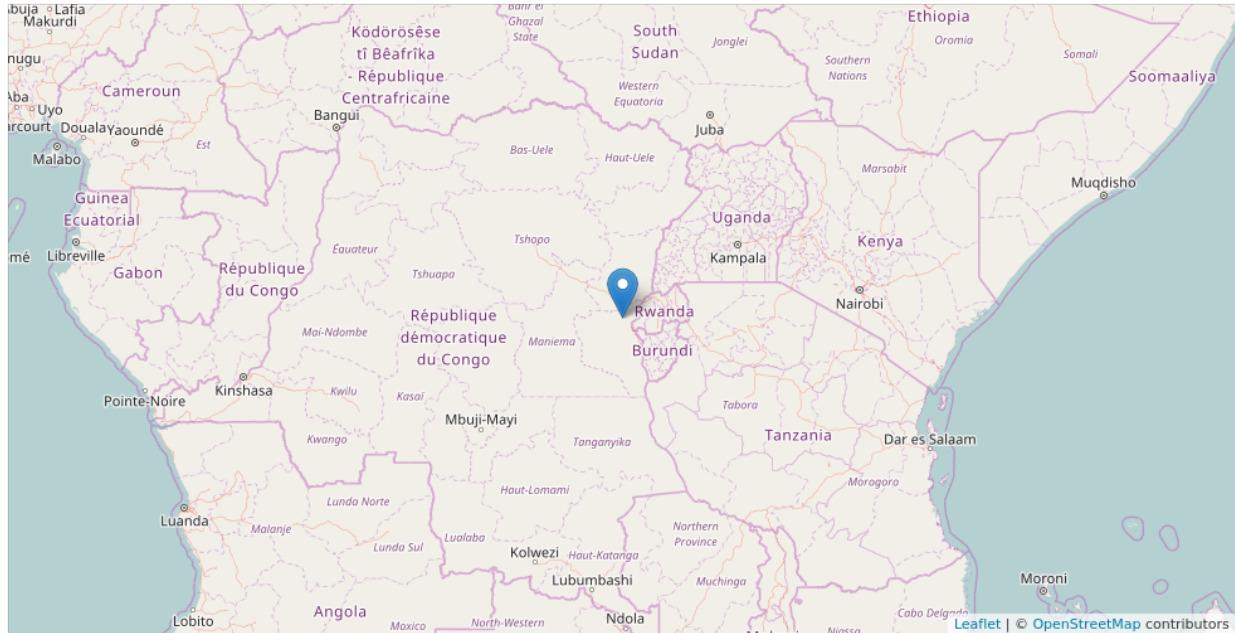 Abuja
Lafia
Makurdi
nugu
Aba
Uyo
arcourt
Douala
Yaoundé
Malabo
Cameroun
Est
Ködörösêse
tî Bêafrîka
- République
Centrafricaine
Bangui
Bahr el
Ghazal
State
South
Sudan
Jonglei
Western
Equatoria
Juba
Ethiopia
Oromia
Southern
Nations
Somali
Soomaaliya
Muqdisho
Guinea
Ecuatorial
Libreville
omé
Gabon
République
du Congo
Bas-Uele
Haut-Uele
Tshopo
Éauateur
Tshuapa
Uganda
Kampala
Marsabit
Kenya
Nairobi
République
démocratique
du Congo
Mai-Ndombe
Maniema
Rwanda
Burundi
Pointe-Noire
Kinshasa
Kwilu
Kasaï
Kwango
Mbuji-Mayi
Tanganyika
Tabora
Tanzania
Dar es Salaam
Morogoro
Haut-Lomami
Luanda
Malanje
Lunda Norte
Lunda Sul
Lualaba
Kolwezi
Haut-Katanga
Lubumbashi
Northern
Province
Muchinga
Moroni
Lobito
Angola
Moxico
North-Western
Ndola
Cabo Delgado
Niassa
Leaflet | © OpenStreetMap contributors